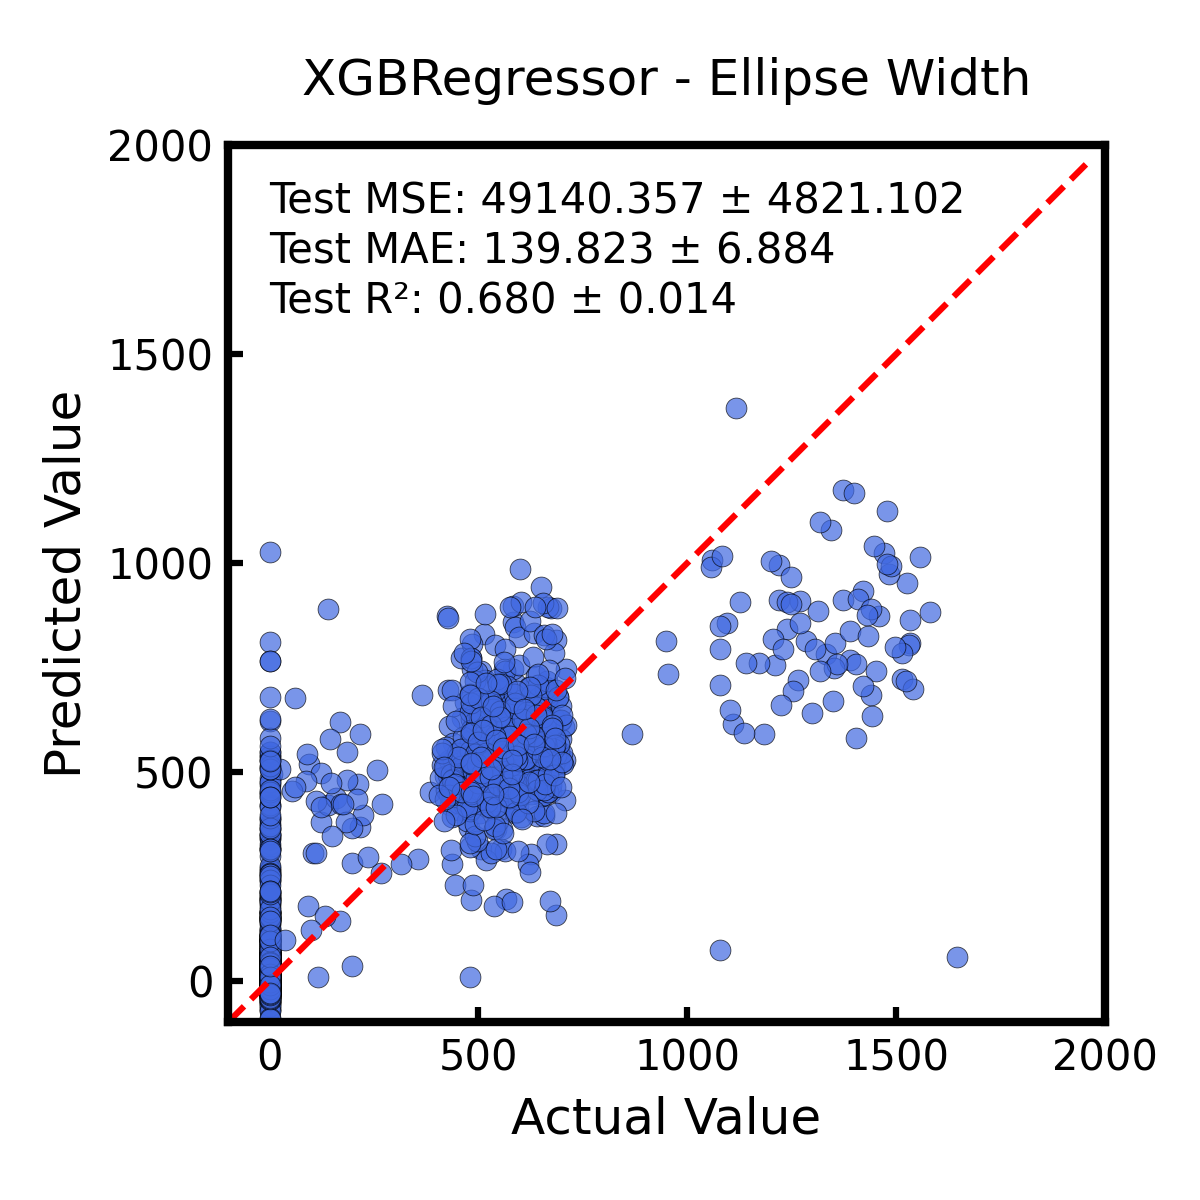 XGBRegressor - Ellipse Width
Test MSE: 49140.357 ± 4821.102
Test MAE: 139.823 ± 6.884
Test R²: 0.680 ± 0.014
Predicted Value
2000
1500
1000
500
0
0 500 1000 1500 2000
Actual Value